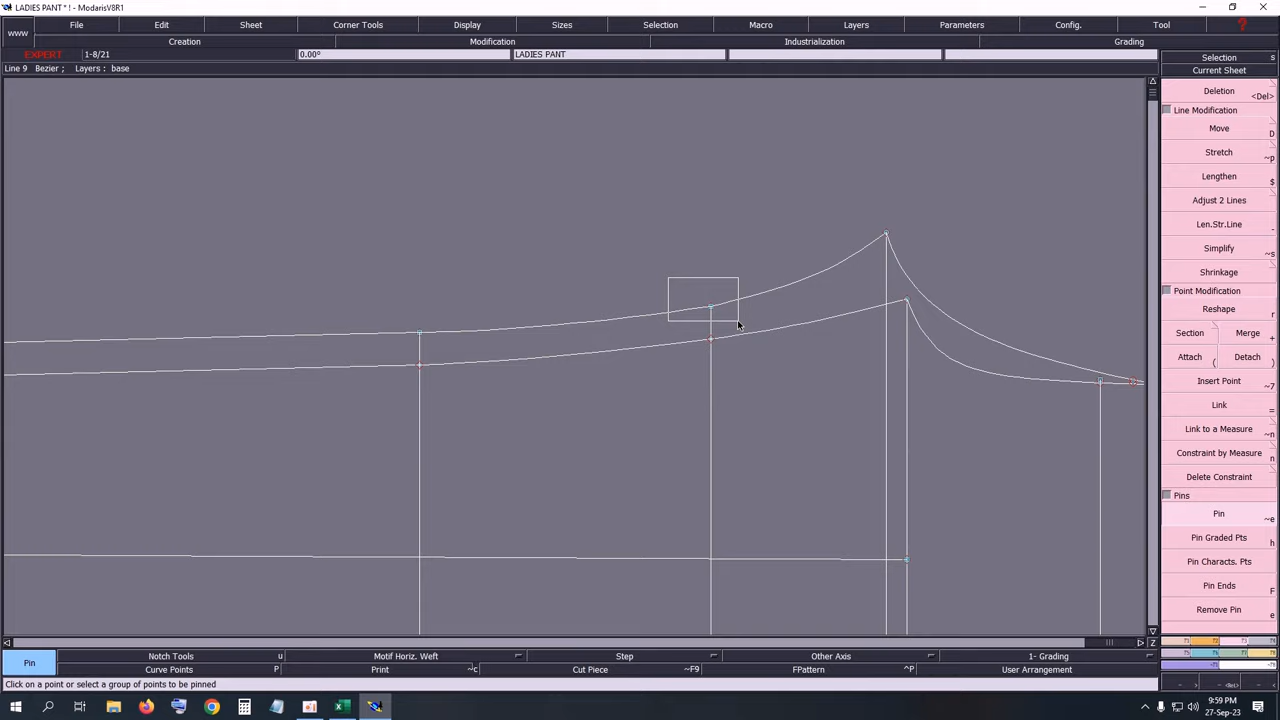 LADIES PANT * ! - ModarisV8R1
www File Edit Sheet Corner Tools Display Sizes Selection Macro Layers Parameters Config. Tool ?
Creation Modification Industrialization Grading
EXPERT 1-8/21 0.00º LADIES PANT
Line 9 Bezier ; Layers : base
Selection s
Current Sheet
Deletion <Del>
Line Modification
Move D
Stretch ~p
Lengthen $
Adjust 2 Lines
Len.Str.Line -
Simplify ~s
Shrinkage
Point Modification
Reshape r
Section Merge +
Attach ( Detach )
Insert Point ~7
Link =
Link to a Measure ~n
Constraint by Measure n
Delete Constraint
Pins
Pin ~e
Pin Graded Pts h
Pin Characts. Pts
Pin Ends F
Remove Pin e
Z
Pin
Notch Tools u Motif Horiz. Weft Step Other Axis 1- Grading
Curve Points P Print ~c Cut Piece ~F9 FPattern ^P User Arrangement
Click on a point or select a group of points to be pinned
9:59 PM
27-Sep-23